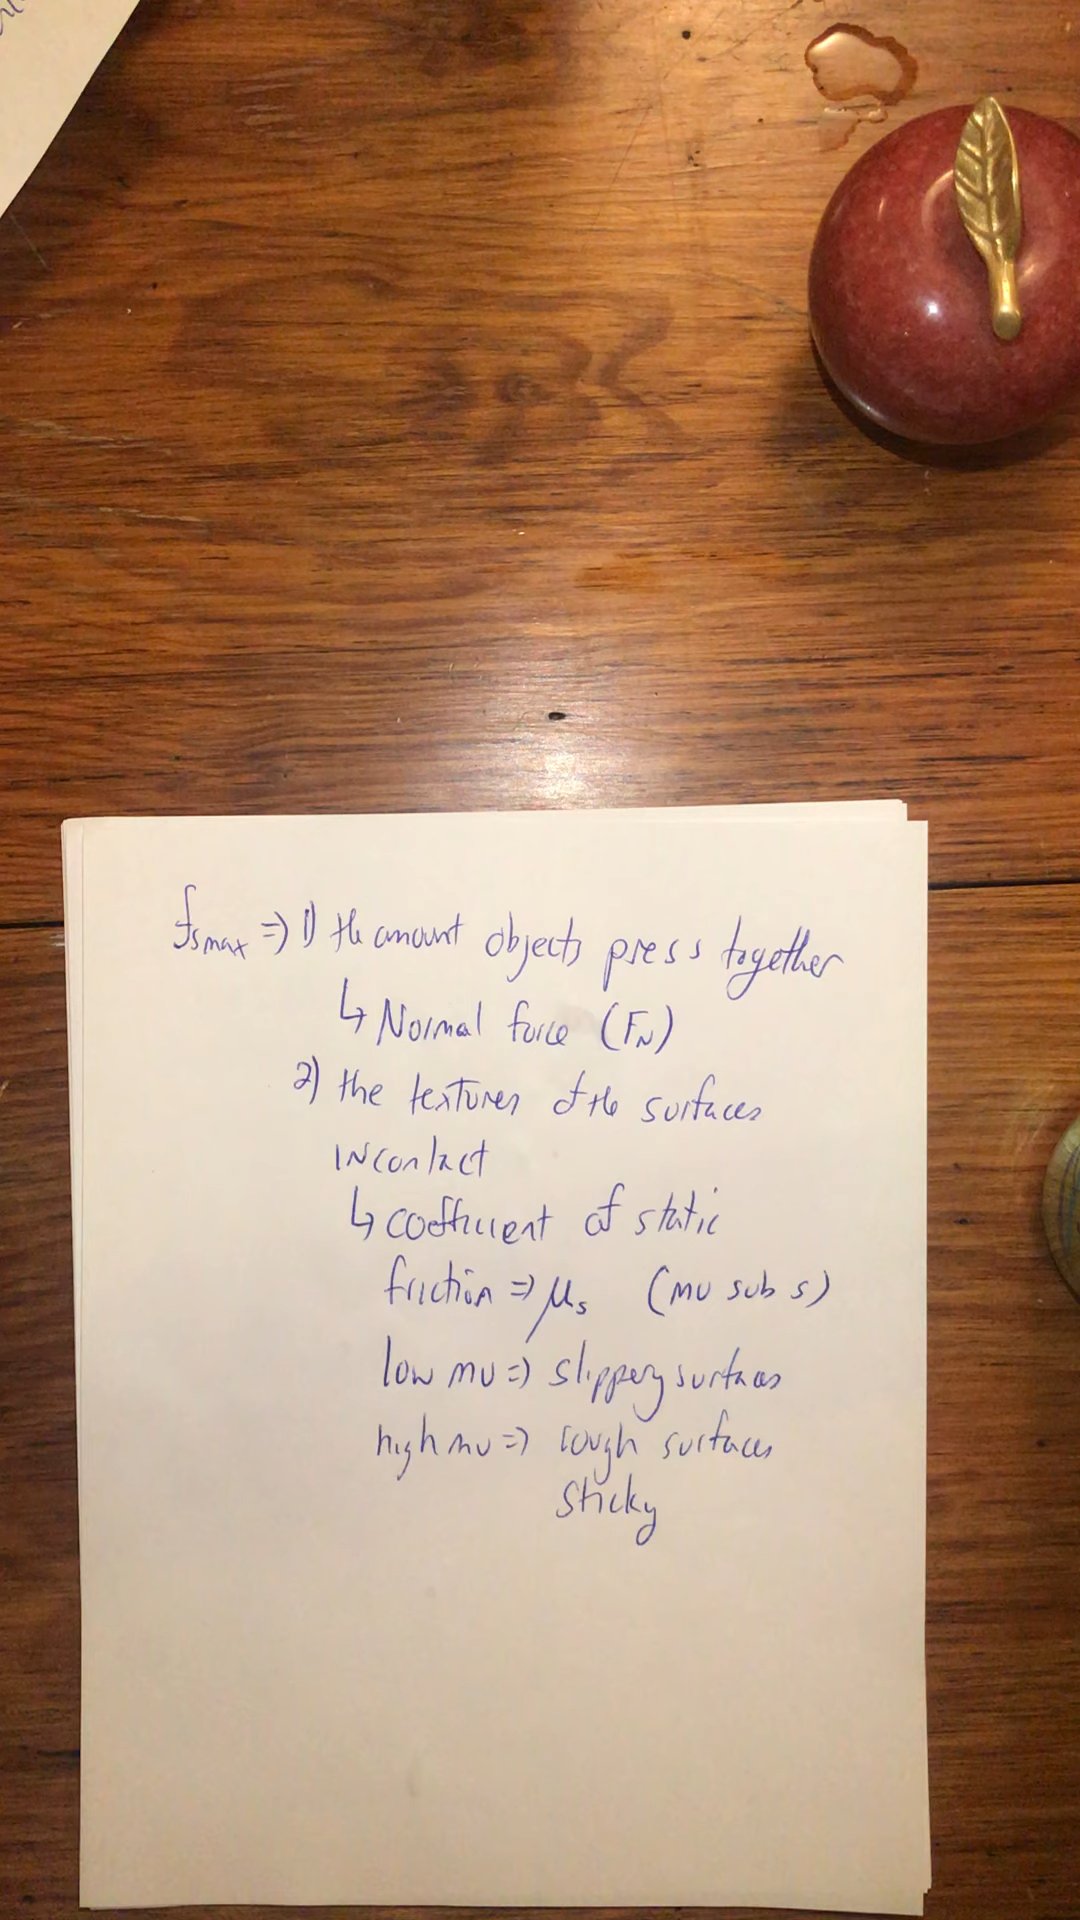 fsmax => 1) the amount objects press together
↳ Normal force (FN)
2) the textures of the surfaces
in contact
↳ coefficient of static
friction => μs (mu sub s)
low mu => slippery surfaces
high mu => rough surfaces
sticky